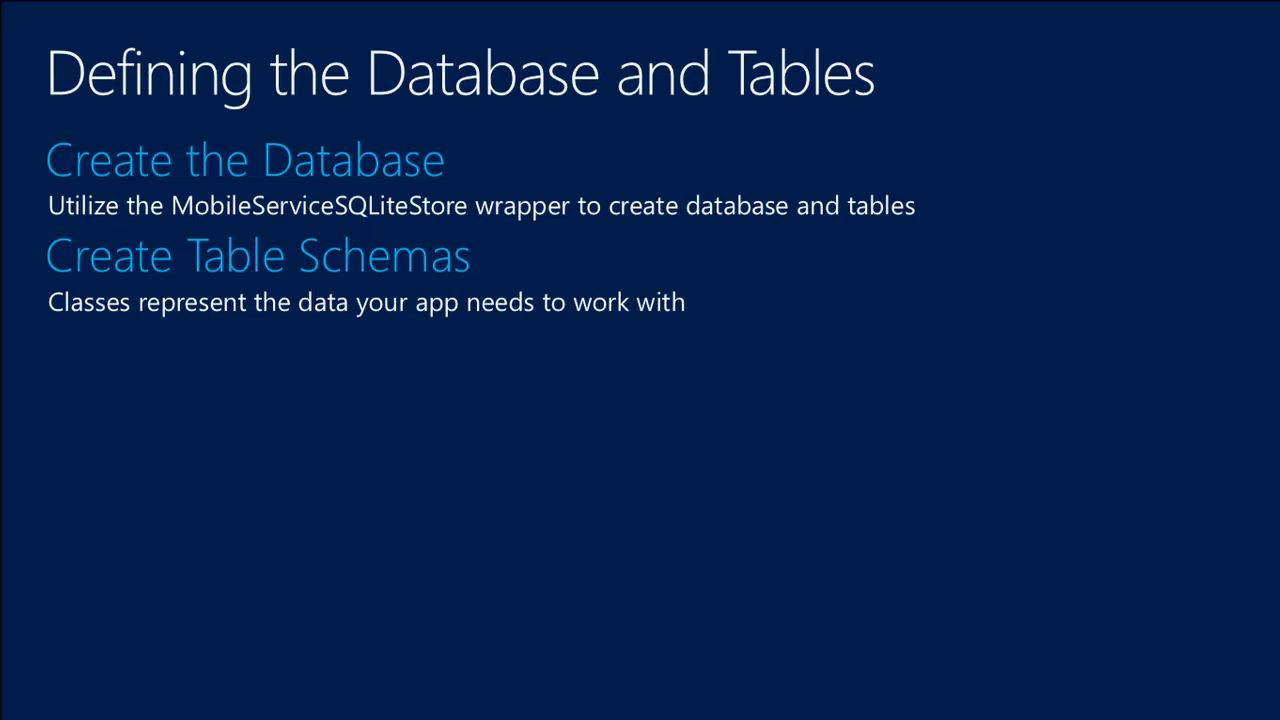 Defining the Database and Tables
Create the Database
Utilize the MobileServiceSQLiteStore wrapper to create database and tables
Create Table Schemas
Classes represent the data your app needs to work with